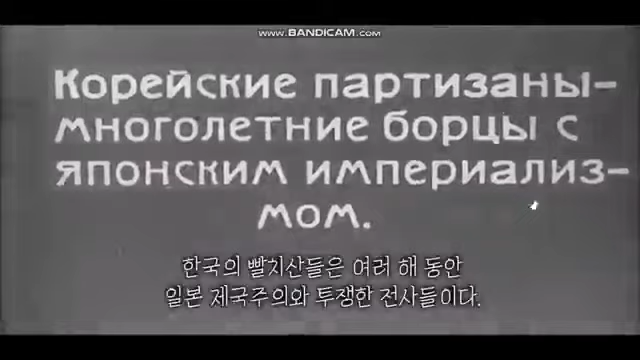 www.BANDICAM.com
Корейские партизаны-
многолетние борцы с
японским империализ-
мом.
한국의 빨치산들은 여러 해 동안
일본 제국주의와 투쟁한 전사들이다.